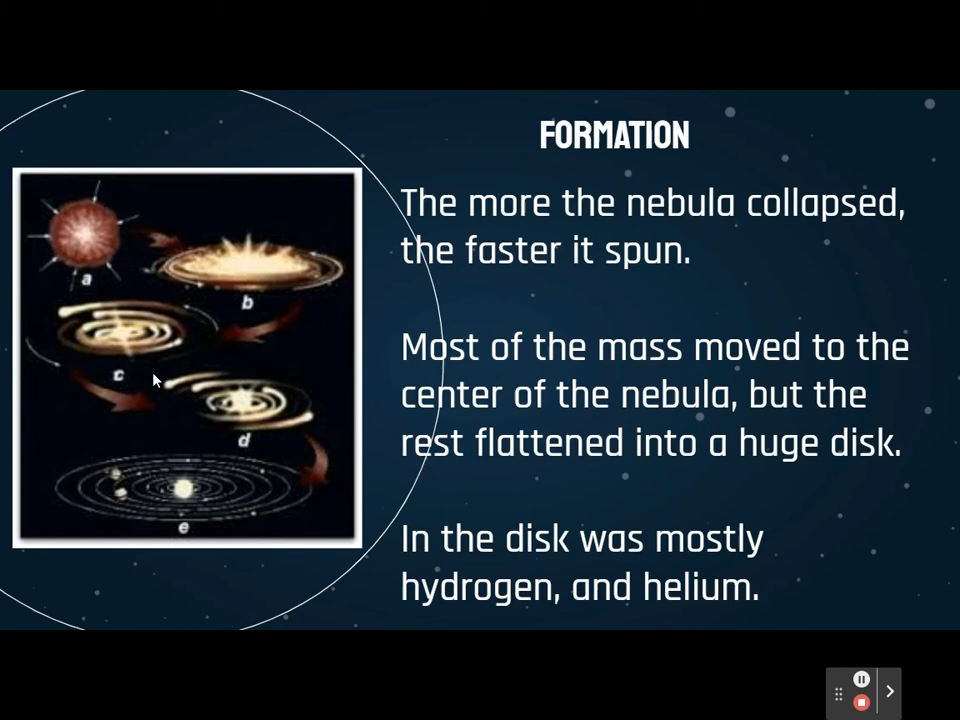 FORMATION
The more the nebula collapsed,
the faster it spun.
Most of the mass moved to the
center of the nebula, but the
rest flattened into a huge disk.
In the disk was mostly
hydrogen, and helium.
a
b
c
d
e